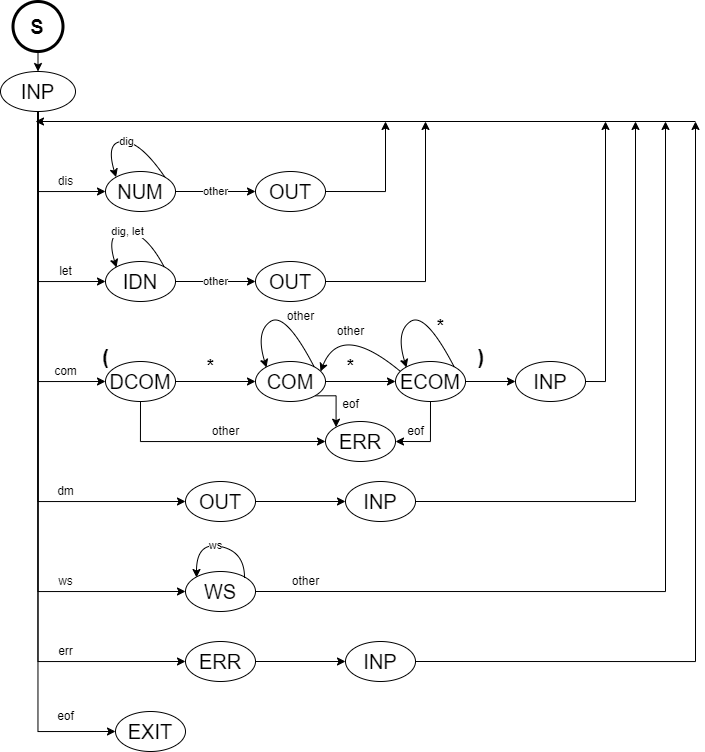 S
INP
dig
dis
NUM
other
OUT
dig, let
let
IDN
other
OUT
other
other
*
com
(
DCOM
*
COM
*
ECOM
)
INP
eof
other
ERR
eof
dm
OUT
INP
ws
ws
WS
other
err
ERR
INP
eof
EXIT